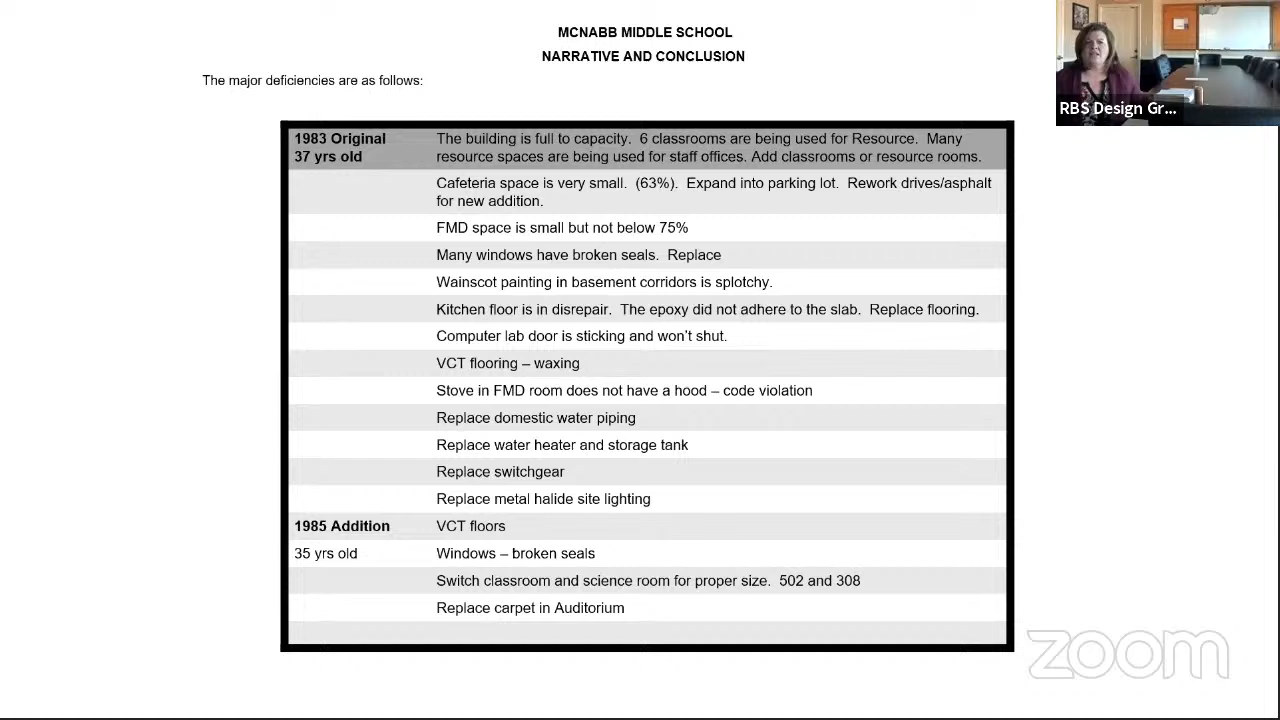 MCNABB MIDDLE SCHOOL
NARRATIVE AND CONCLUSION
The major deficiencies are as follows:
RBS Design Gr...
1983 Original
37 yrs old
The building is full to capacity. 6 classrooms are being used for Resource. Many
resource spaces are being used for staff offices. Add classrooms or resource rooms.
Cafeteria space is very small. (63%). Expand into parking lot. Rework drives/asphalt
for new addition.
FMD space is small but not below 75%
Many windows have broken seals. Replace
Wainscot painting in basement corridors is splotchy.
Kitchen floor is in disrepair. The epoxy did not adhere to the slab. Replace flooring.
Computer lab door is sticking and won't shut.
VCT flooring – waxing
Stove in FMD room does not have a hood – code violation
Replace domestic water piping
Replace water heater and storage tank
Replace switchgear
Replace metal halide site lighting
1985 Addition VCT floors
35 yrs old Windows – broken seals
Switch classroom and science room for proper size. 502 and 308
Replace carpet in Auditorium
zoom